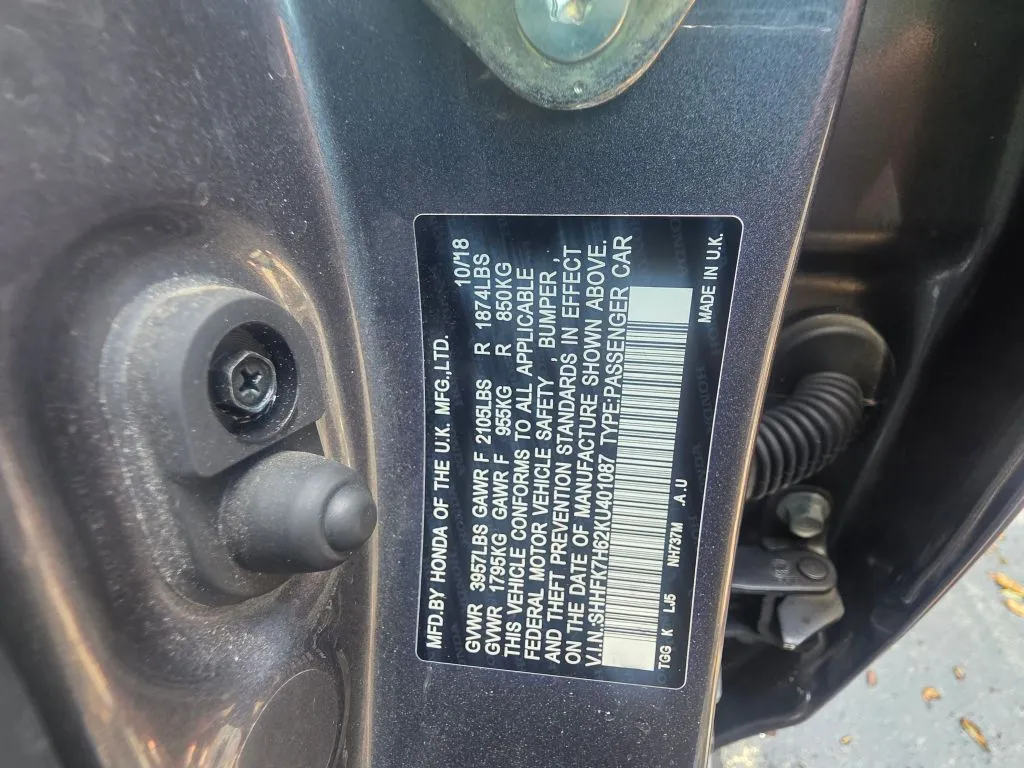 MFD.BY HONDA OF THE U.K. MFG.,LTD. 10/18
GVWR 3957LBS GAWR F 2105LBS R 1874LBS
GVWR 1795KG GAWR F 955KG R 850KG
THIS VEHICLE CONFORMS TO ALL APPLICABLE
FEDERAL MOTOR VEHICLE SAFETY , BUMPER ,
AND THEFT PREVENTION STANDARDS IN EFFECT
ON THE DATE OF MANUFACTURE SHOWN ABOVE.
V.I.N.:SHHFK7H62KU401087 TYPE:PASSENGER CAR
TGG K LJ5 NH737M .A.U MADE IN U.K.